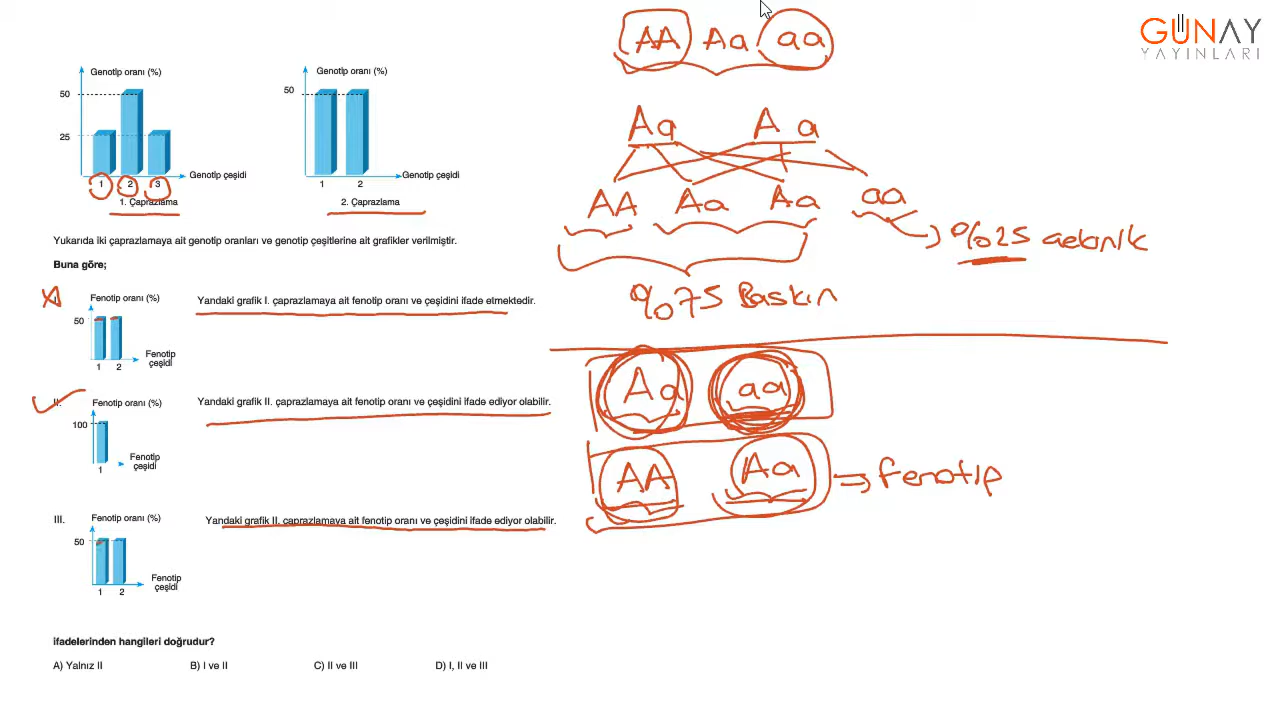 GÜNAY
YAYINLARI
AA Aa aa
Genotip oranı (%)
50
25
1 2 3
Genotip çeşidi
1. Çaprazlama
Genotip oranı (%)
50
1 2
Genotip çeşidi
2. Çaprazlama
Aa Aa
AA Aa Aa aa
%25 çekinik
%75 Baskın
Yukarıda iki çaprazlamaya ait genotip oranları ve genotip çeşitlerine ait grafikler verilmiştir.
Buna göre;
Fenotip oranı (%)
50
1 2
Fenotip
çeşidi
Yandaki grafik I. çaprazlamaya ait fenotip oranı ve çeşidini ifade etmektedir.
II.
Fenotip oranı (%)
100
1
Fenotip
çeşidi
Yandaki grafik II. çaprazlamaya ait fenotip oranı ve çeşidini ifade ediyor olabilir.
III.
Fenotip oranı (%)
50
1 2
Fenotip
çeşidi
Yandaki grafik II. çaprazlamaya ait fenotip oranı ve çeşidini ifade ediyor olabilir.
Aa aa
AA Aa → fenotip
ifadelerinden hangileri doğrudur?
A) Yalnız II B) I ve II C) II ve III D) I, II ve III